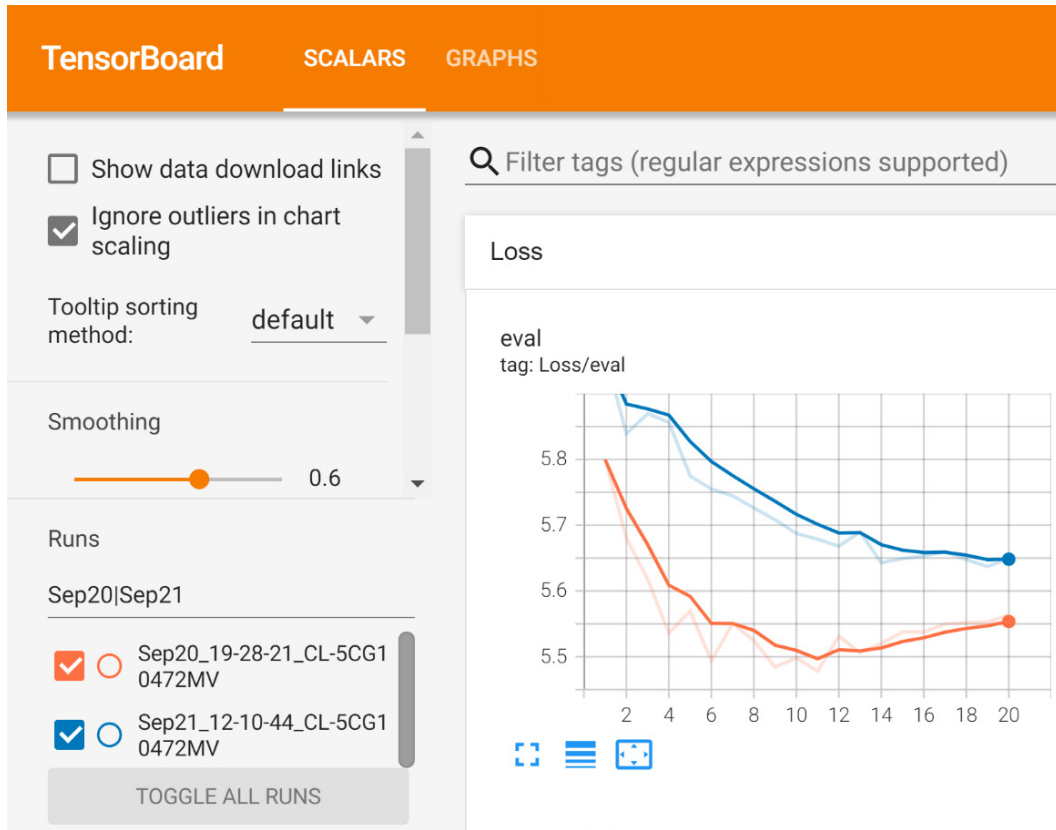 TensorBoard SCALARS GRAPHS
Show data download links
Ignore outliers in chart
scaling
Tooltip sorting
method:
default
Smoothing
0.6
Runs
Sep20|Sep21
Sep20_19-28-21_CL-5CG1
0472MV
Sep21_12-10-44_CL-5CG1
0472MV
TOGGLE ALL RUNS
Filter tags (regular expressions supported)
Loss
eval
tag: Loss/eval
5.8
5.7
5.6
5.5
2 4 6 8 10 12 14 16 18 20